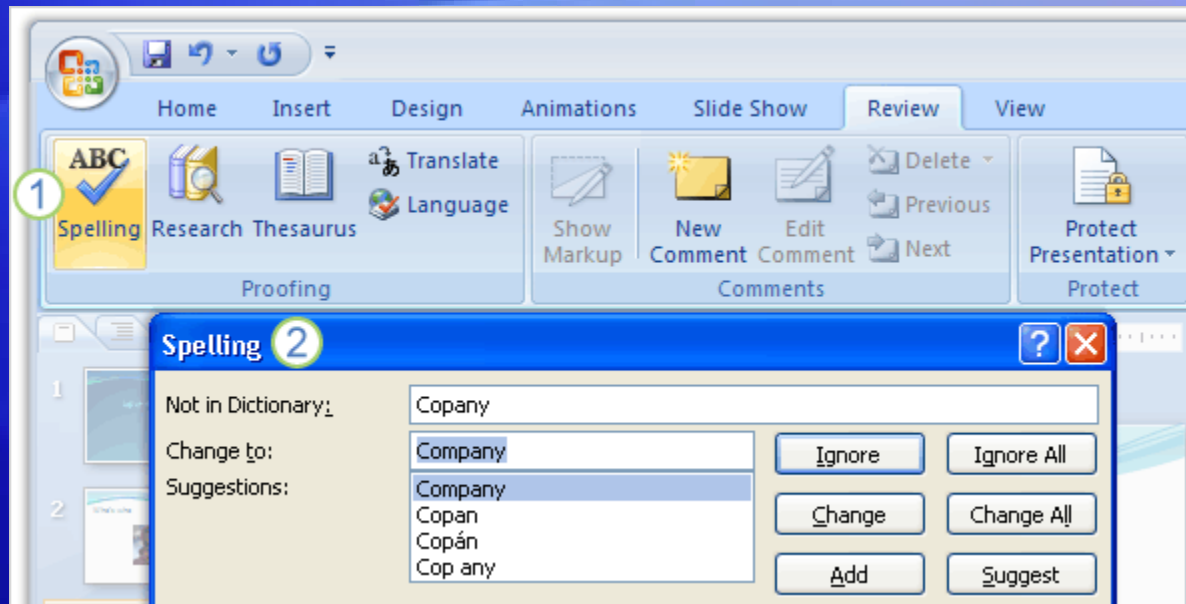 Home Insert Design Animations Slide Show Review View
1
ABC
Spelling
Research
Thesaurus
Translate
Language
Proofing
Show
Markup
New
Comment
Edit
Comment
Delete
Previous
Next
Comments
Protect
Presentation
Protect
Spelling 2
?
Not in Dictionary: Copany
Change to: Company
Suggestions: Company
Copan
Copán
Cop any
Ignore Ignore All
Change Change All
Add Suggest
1
2